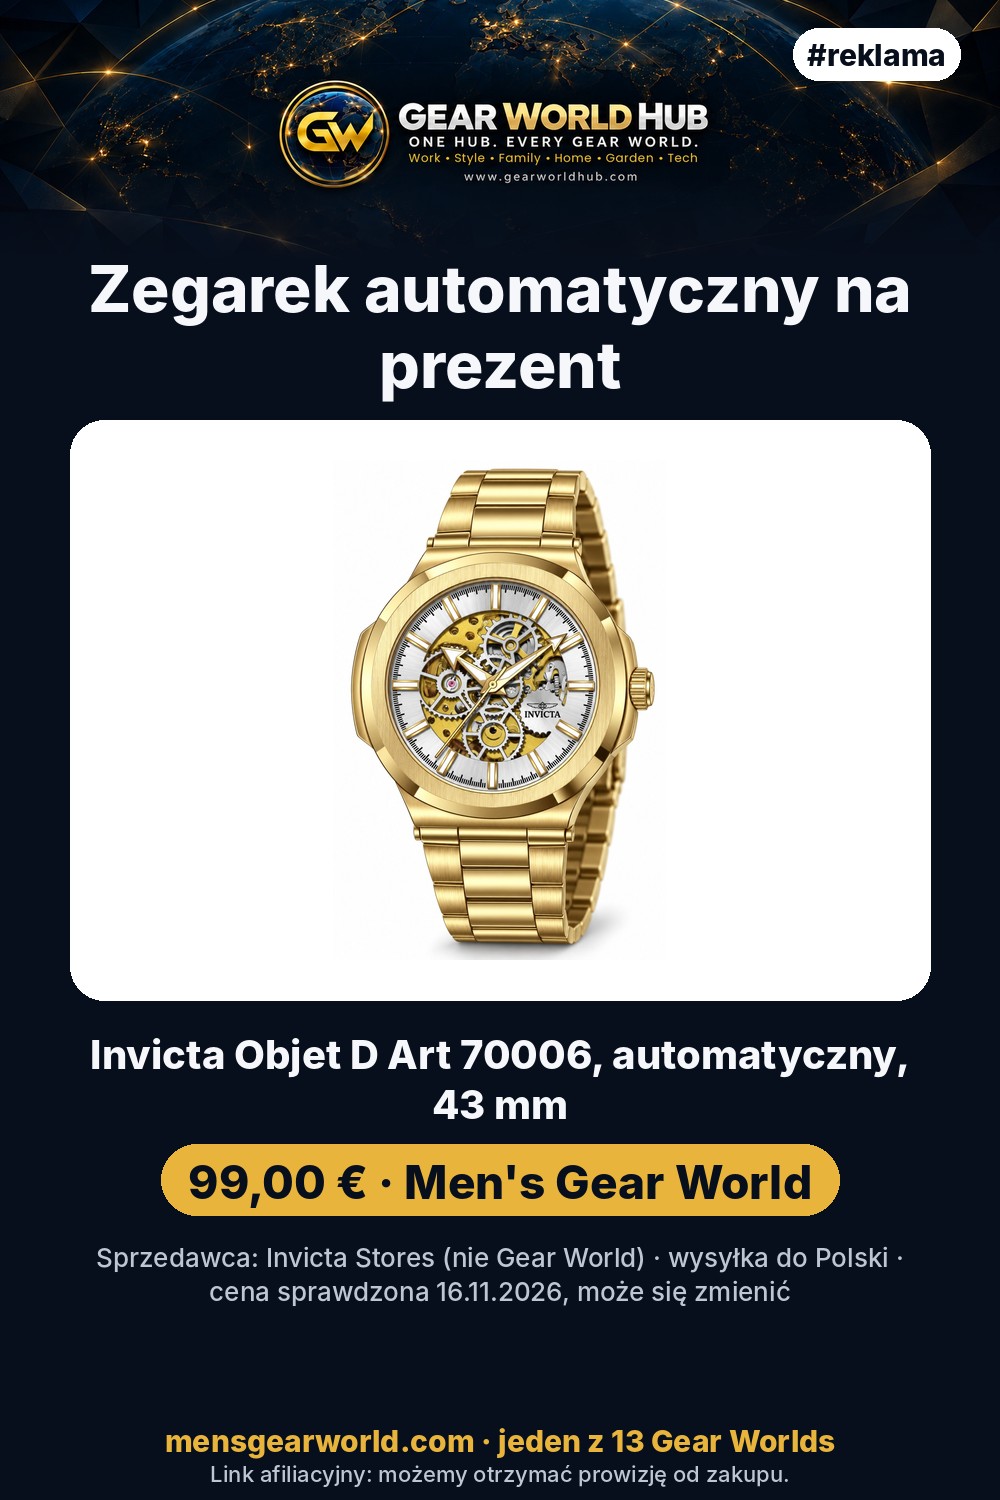 #reklama
GW
GEAR WORLD HUB
ONE HUB. EVERY GEAR WORLD.
Work • Style • Family • Home • Garden • Tech
www.gearworldhub.com
Zegarek automatyczny na
prezent
INVICTA
Invicta Objet D Art 70006, automatyczny,
43 mm
99,00 € · Men's Gear World
Sprzedawca: Invicta Stores (nie Gear World) · wysyłka do Polski ·
cena sprawdzona 16.11.2026, może się zmienić
mensgearworld.com · jeden z 13 Gear Worlds
Link afiliacyjny: możemy otrzymać prowizję od zakupu.